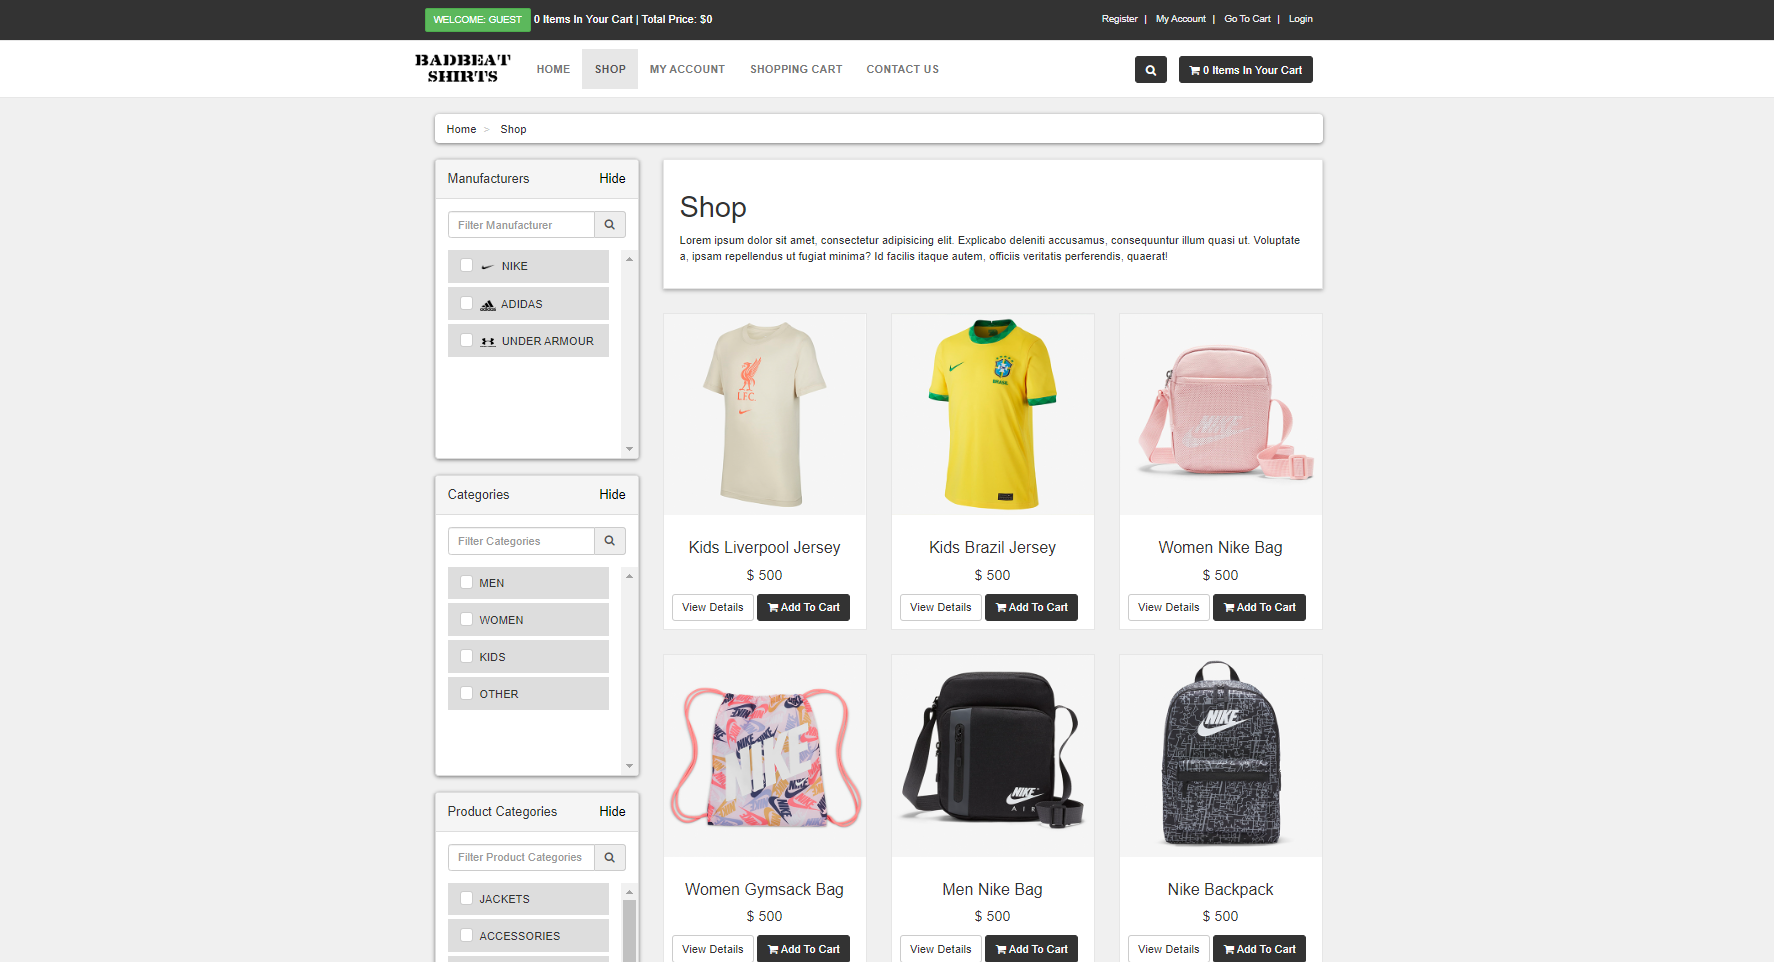 WELCOME: GUEST 0 Items In Your Cart | Total Price: $0
Register | My Account | Go To Cart | Login
BADBEAT
SHIRTS
HOME SHOP MY ACCOUNT SHOPPING CART CONTACT US
0 Items In Your Cart
Home > Shop
Manufacturers Hide
Filter Manufacturer
NIKE
ADIDAS
UNDER ARMOUR
Categories Hide
Filter Categories
MEN
WOMEN
KIDS
OTHER
Product Categories Hide
Filter Product Categories
JACKETS
ACCESSORIES
Shop
Lorem ipsum dolor sit amet, consectetur adipisicing elit. Explicabo deleniti accusamus, consequuntur illum quasi ut. Voluptate
a, ipsam repellendus ut fugiat minima? Id facilis itaque autem, officiis veritatis perferendis, quaerat!
L.F.C.
BRASIL
NIKE
Kids Liverpool Jersey
$ 500
View Details Add To Cart
Kids Brazil Jersey
$ 500
View Details Add To Cart
Women Nike Bag
$ 500
View Details Add To Cart
NIKE
NIKE
AIR
NIKE
Women Gymsack Bag
$ 500
View Details Add To Cart
Men Nike Bag
$ 500
View Details Add To Cart
Nike Backpack
$ 500
View Details Add To Cart